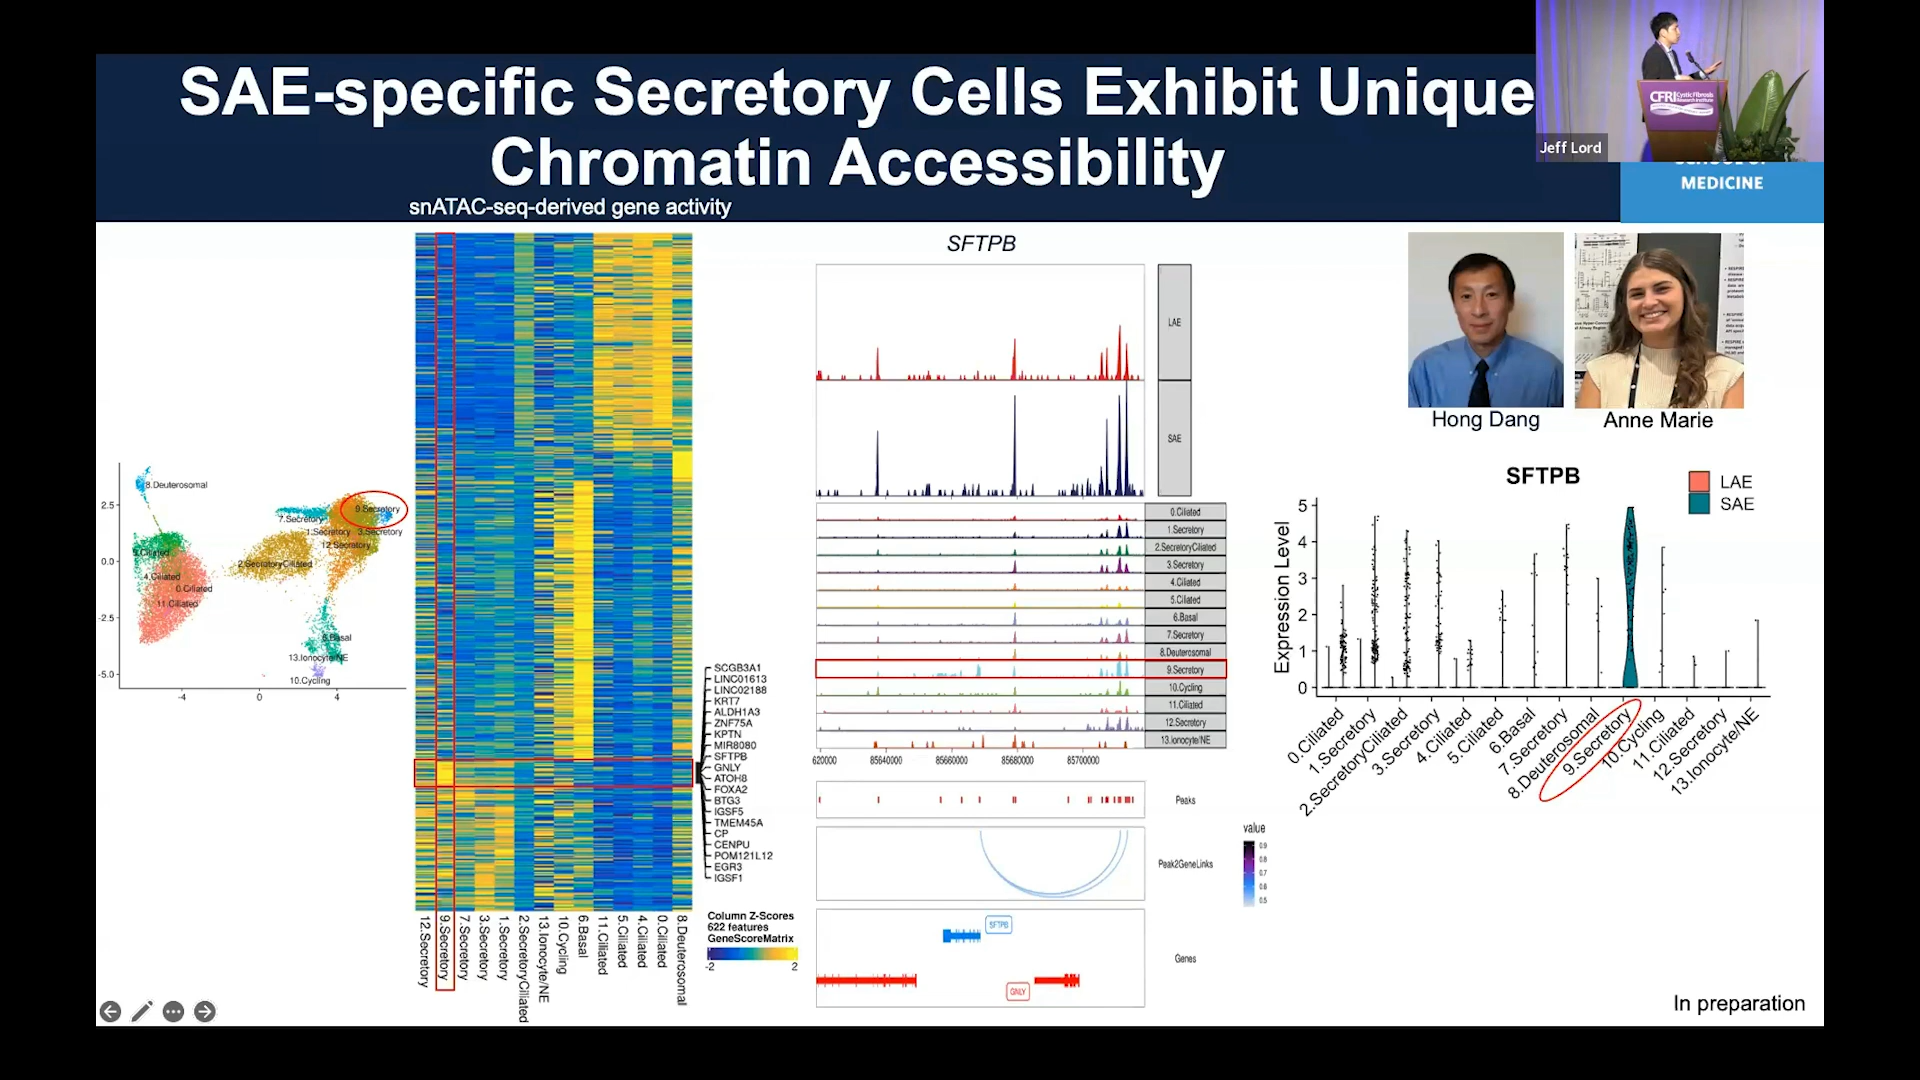 SAE-specific Secretory Cells Exhibit Unique
Chromatin Accessibility
snATAC-seq-derived gene activity
CFRI Cystic Fibrosis
Research Institute
Jeff Lord
MEDICINE
8.Deuterosomal
9.Secretory
7.Secretory
1.Secretory
3.Secretory
12.Secretory
2.SecretoryCiliated
4.Ciliated
0.Ciliated
11.Ciliated
6.Basal
13.Ionocyte/NE
10.Cycling
2.5
0.0
-2.5
-5.0
-4
0
4
SCGB3A1
LINC01613
LINC02188
KRT7
ALDH1A3
ZNF75A
KPTN
MIR8080
SFTPB
GNLY
ATOH8
FOXA2
BTG3
IGSF5
TMEM45A
CP
CENPU
POM121L12
EGR3
IGSF1
12.Secretory
9.Secretory
7.Secretory
3.Secretory
1.Secretory
2.SecretoryCiliated
13.Ionocyte/NE
10.Cycling
6.Basal
11.Ciliated
5.Ciliated
4.Ciliated
0.Ciliated
8.Deuterosomal
Column Z-Scores
622 features
GeneScoreMatrix
-2
2
SFTPB
LAE
SAE
0.Ciliated
1.Secretory
2.SecretoryCiliated
3.Secretory
4.Ciliated
5.Ciliated
6.Basal
7.Secretory
8.Deuterosomal
9.Secretory
10.Cycling
11.Ciliated
12.Secretory
13.Ionocyte/NE
620000 85640000 85660000 85680000 85700000
Peaks
Peak2GeneLinks
value
0.9
0.8
0.7
0.6
0.5
SFTPB
GNLY
Genes
Hong Dang
Anne Marie
SFTPB
LAE
SAE
Expression Level
5
4
3
2
1
0
0.Ciliated
1.Secretory
2.SecretoryCiliated
3.Secretory
4.Ciliated
5.Ciliated
6.Basal
7.Secretory
8.Deuterosomal
9.Secretory
10.Cycling
11.Ciliated
12.Secretory
13.Ionocyte/NE
In preparation